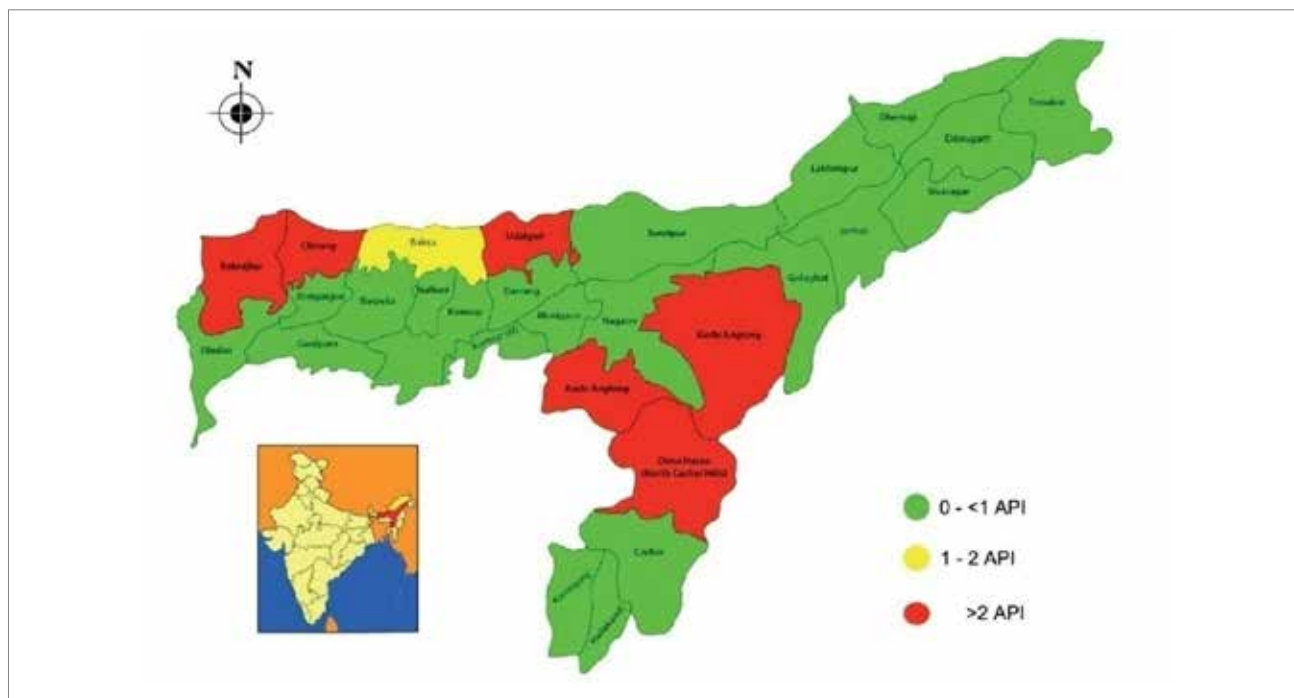 N
Tinsukia
Dhemaji
Dibrugarh
Lakhimpur
Sivasagar
Jorhat
Sonitpur
Udalguri
Baksa
Chirang
Kokrajhar
Golaghat
Darrang
Nalbari
Barpeta
Bongaigaon
Kamrup
Morigaon
Nagaon
Karbi Anglong
Dhubri
Goalpara
Karbi Anglong
Dima Hasao
(North Cachar Hills)
Cachar
Karimganj
Hailakandi
0 - <1 API
1 - 2 API
>2 API